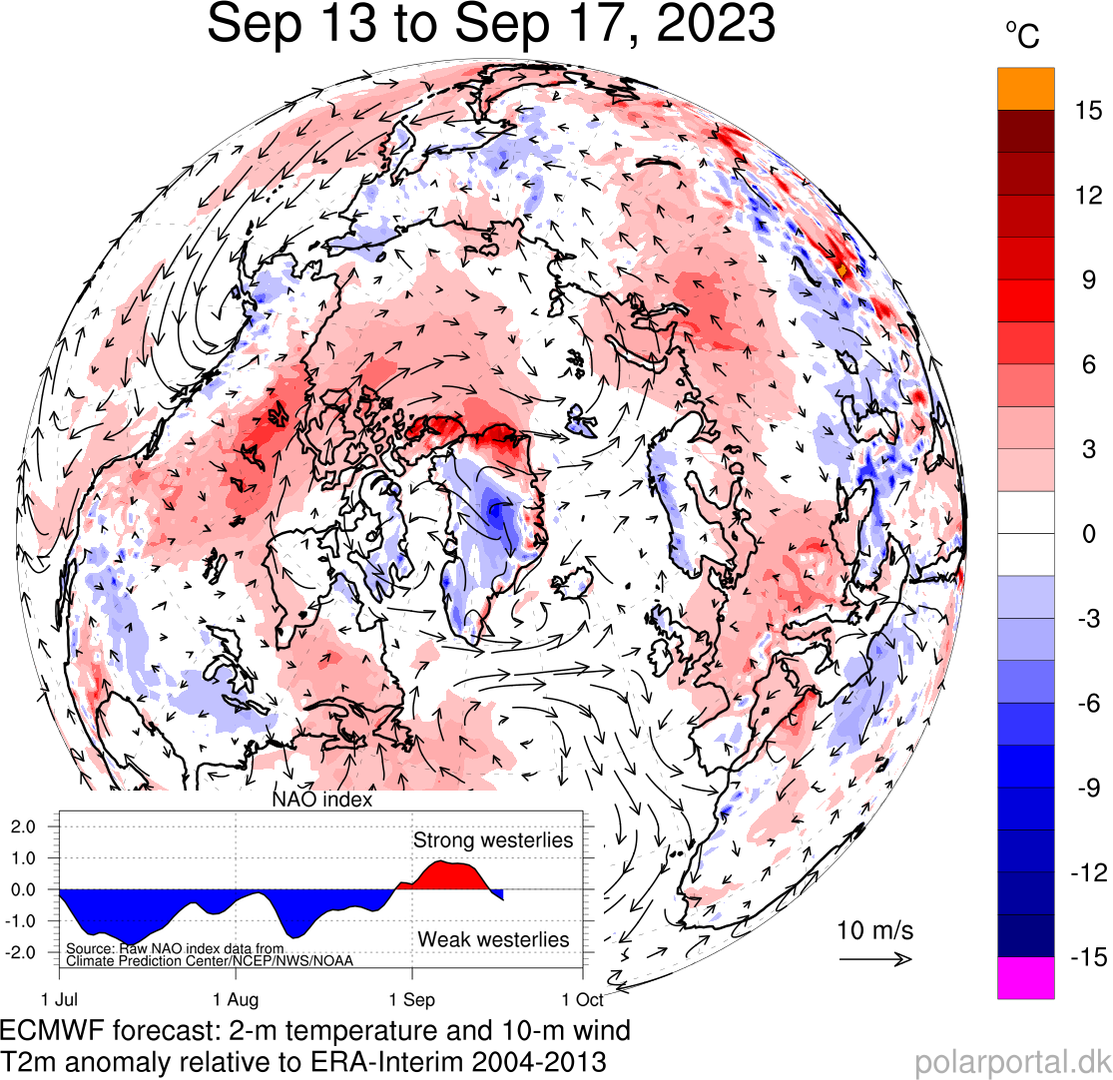 Sep 13 to Sep 17, 2023
°C
15
12
9
6
3
0
-3
-6
-9
-12
-15
10 m/s
NAO index
2.0
1.0
0.0
-1.0
-2.0
Strong westerlies
Weak westerlies
Source: Raw NAO index data from
Climate Prediction Center/NCEP/NWS/NOAA
1 Jul
1 Aug
1 Sep
1 Oct
ECMWF forecast: 2-m temperature and 10-m wind
T2m anomaly relative to ERA-Interim 2004-2013
polarportal.dk